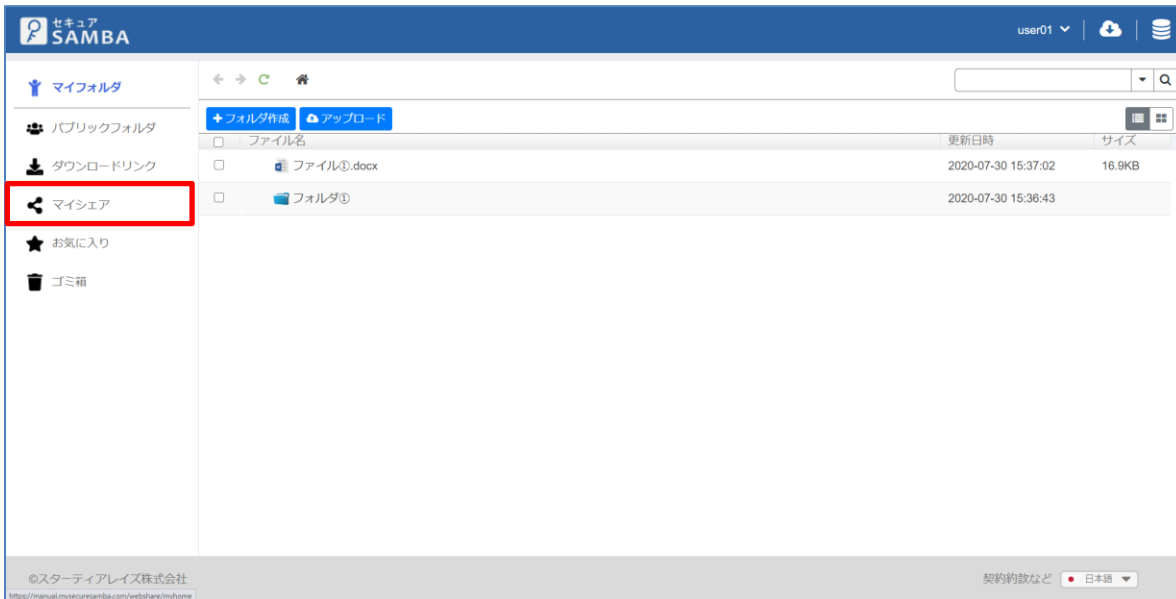 セキュア
SAMBA
user01
マイフォルダ
パブリックフォルダ
ダウンロードリンク
マイシェア
お気に入り
ゴミ箱
+フォルダ作成 アップロード
ファイル名 更新日時 サイズ
ファイル①.docx 2020-07-30 15:37:02 16.9KB
フォルダ① 2020-07-30 15:36:43
©スターティアレイズ株式会社 契約約款など 日本語
https://manual.mysecuresamba.com/webshare/myhome